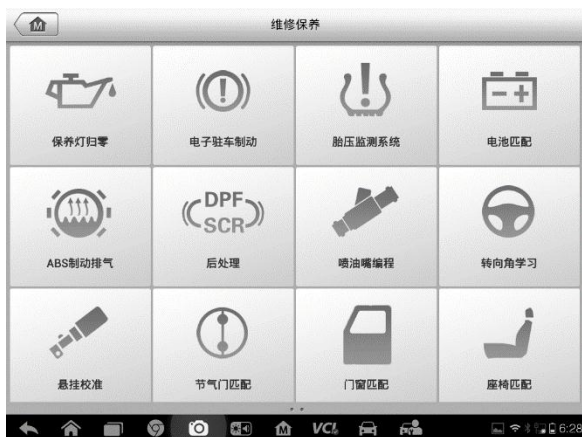 M
维修保养
保养灯归零
电子驻车制动
胎压监测系统
电池匹配
ABS制动排气
DPF
SCR
后处理
喷油嘴编程
转向角学习
悬挂校准
节气门匹配
门窗匹配
座椅匹配
M
VCI
6:28